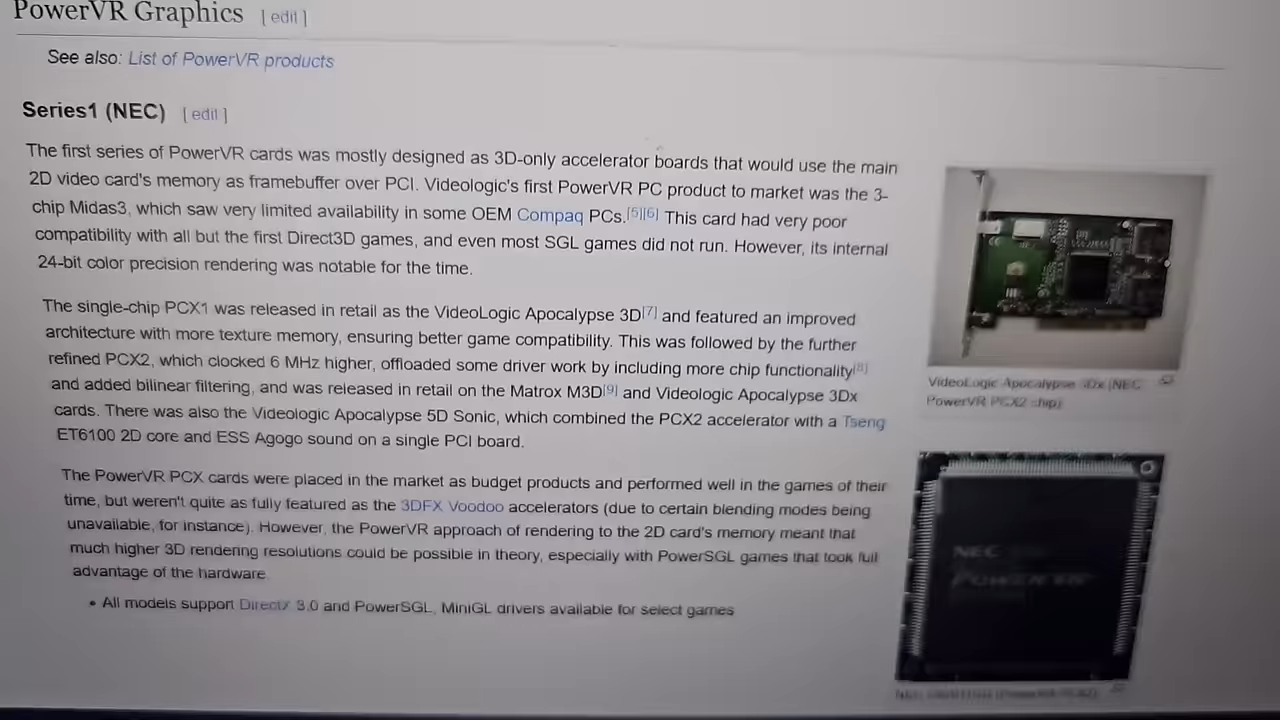 PowerVR Graphics [ edit ]
See also: List of PowerVR products
Series1 (NEC) [ edit ]
The first series of PowerVR cards was mostly designed as 3D-only accelerator boards that would use the main
2D video card's memory as framebuffer over PCI. Videologic's first PowerVR PC product to market was the 3-
chip Midas3, which saw very limited availability in some OEM Compaq PCs.[5][6] This card had very poor
compatibility with all but the first Direct3D games, and even most SGL games did not run. However, its internal
24-bit color precision rendering was notable for the time.
The single-chip PCX1 was released in retail as the VideoLogic Apocalypse 3D[7] and featured an improved
architecture with more texture memory, ensuring better game compatibility. This was followed by the further
refined PCX2, which clocked 6 MHz higher, offloaded some driver work by including more chip functionality[8]
and added bilinear filtering, and was released in retail on the Matrox M3D[9] and Videologic Apocalypse 3Dx
cards. There was also the Videologic Apocalypse 5D Sonic, which combined the PCX2 accelerator with a Tseng
ET6100 2D core and ESS Agogo sound on a single PCI board.
The PowerVR PCX cards were placed in the market as budget products and performed well in the games of their
time, but weren't quite as fully featured as the 3DFX Voodoo accelerators (due to certain blending modes being
unavailable, for instance). However, the PowerVR approach of rendering to the 2D card's memory meant that
much higher 3D rendering resolutions could be possible in theory, especially with PowerSGL games that took full
advantage of the hardware.
• All models support DirectX 3.0 and PowerSGL, MiniGL drivers available for select games
VideoLogic Apocalypse 3Dx (NEC
PowerVR PCX2 chip)
NEC
NEC